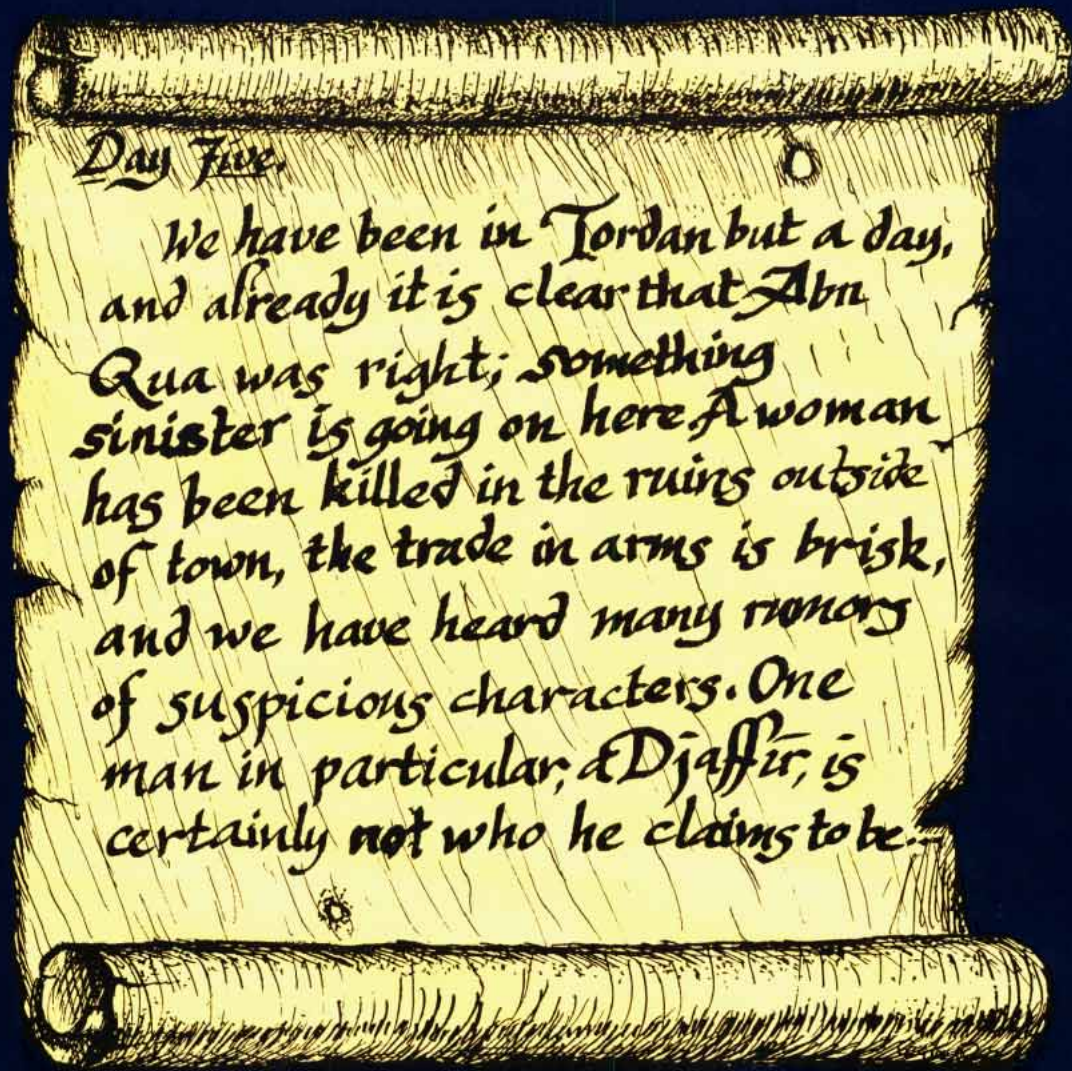 Day Five.
We have been in Tordan but a day,
and already it is clear that Abn
Qua was right; something
sinister is going on here. A woman
has been killed in the ruins outside
of town, the trade in arms is brisk,
and we have heard many rumors
of suspicious characters. One
man in particular, a Djaffir, is
certainly not who he claims to be...